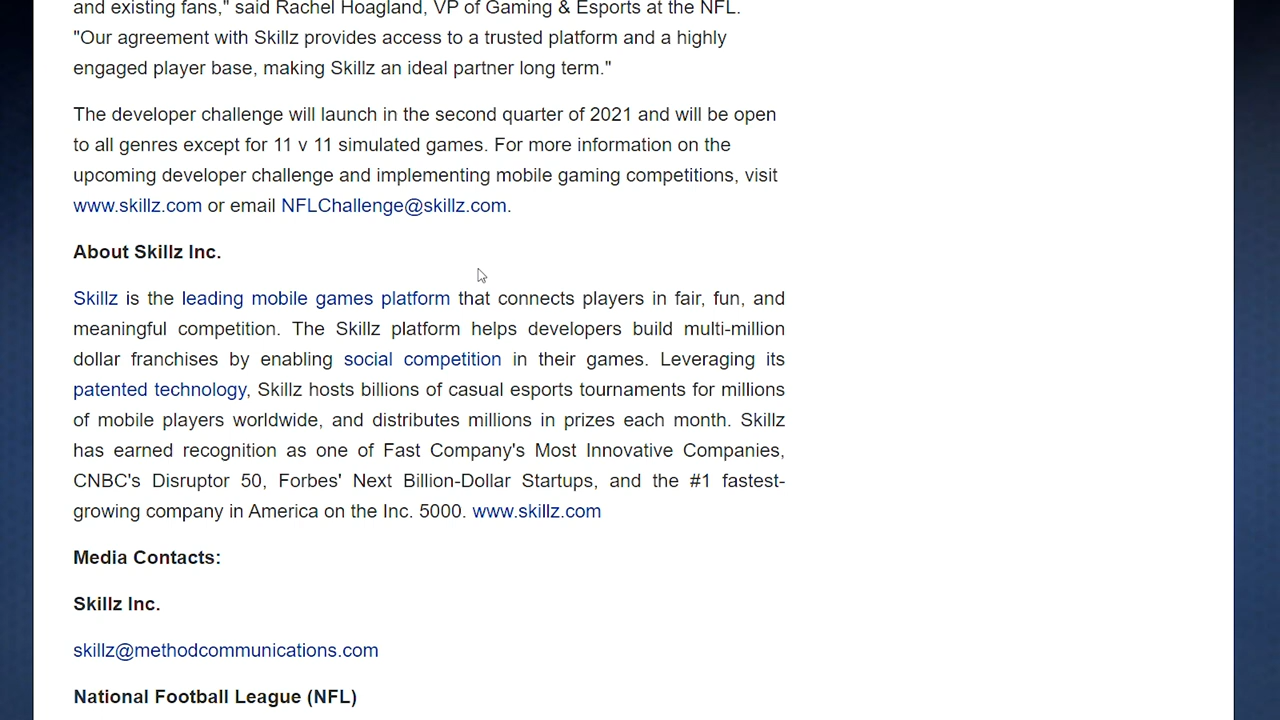 and existing fans," said Rachel Hoagland, VP of Gaming & Esports at the NFL.
"Our agreement with Skillz provides access to a trusted platform and a highly
engaged player base, making Skillz an ideal partner long term."
The developer challenge will launch in the second quarter of 2021 and will be open
to all genres except for 11 v 11 simulated games. For more information on the
upcoming developer challenge and implementing mobile gaming competitions, visit
www.skillz.com or email NFLChallenge@skillz.com.
About Skillz Inc.
Skillz is the leading mobile games platform that connects players in fair, fun, and
meaningful competition. The Skillz platform helps developers build multi-million
dollar franchises by enabling social competition in their games. Leveraging its
patented technology, Skillz hosts billions of casual esports tournaments for millions
of mobile players worldwide, and distributes millions in prizes each month. Skillz
has earned recognition as one of Fast Company's Most Innovative Companies,
CNBC's Disruptor 50, Forbes' Next Billion-Dollar Startups, and the #1 fastest-
growing company in America on the Inc. 5000. www.skillz.com
Media Contacts:
Skillz Inc.
skillz@methodcommunications.com
National Football League (NFL)